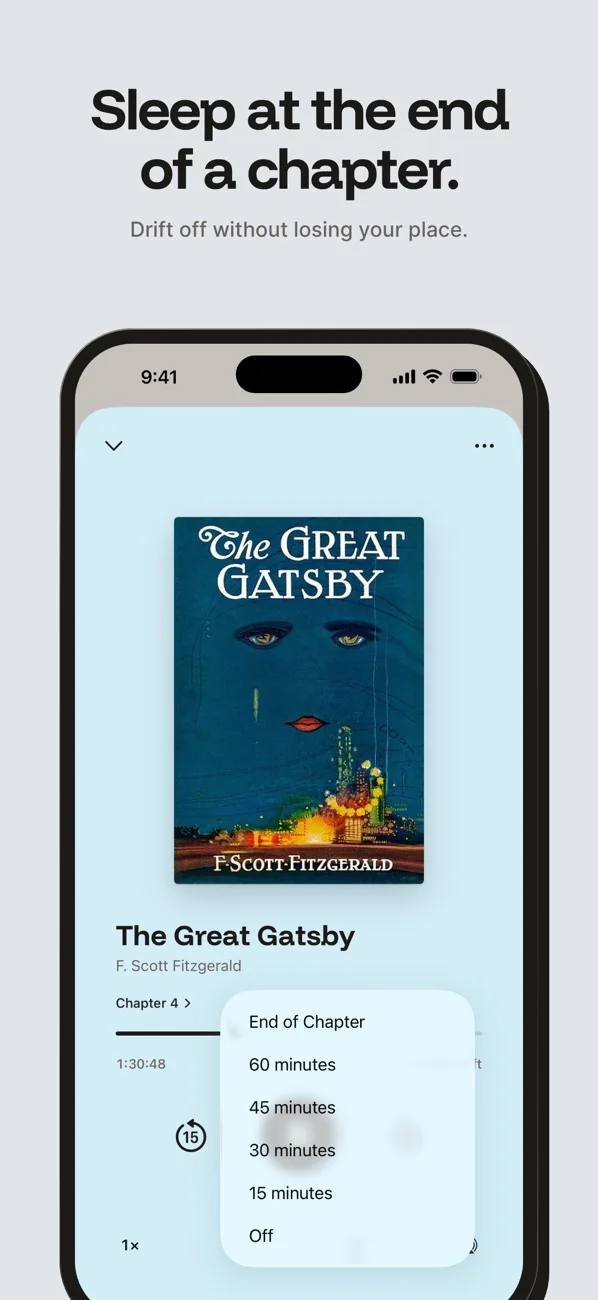 Sleep at the end
of a chapter.
Drift off without losing your place.
9:41
The GREAT
GATSBY
F·SCOTT·FITZGERALD
The Great Gatsby
F. Scott Fitzgerald
Chapter 4
1:30:48
End of Chapter
60 minutes
45 minutes
30 minutes
15 minutes
Off
15
1×